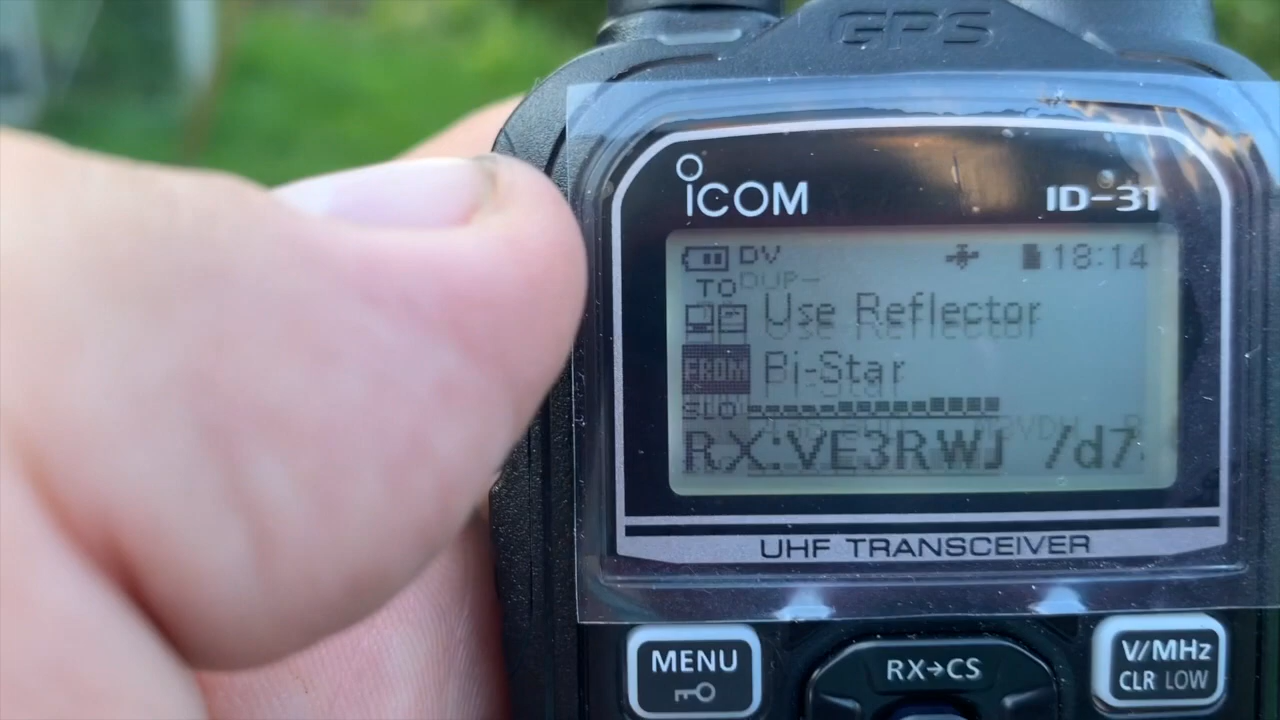 GPS
ICOM
ID-31
DV 18:14
TO DUP-
Use Reflector
FROM Bi-Star
RX:VE3RWJ /d7
UHF TRANSCEIVER
MENU RX→CS V/MHz
CLR LOW